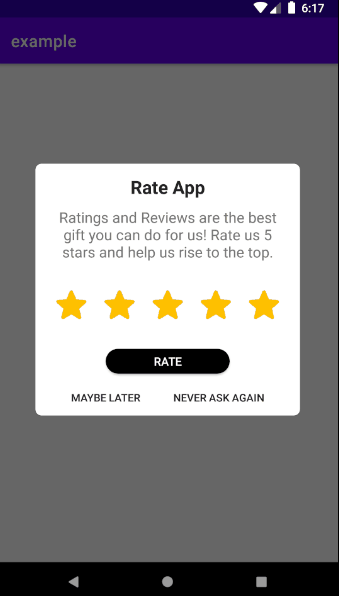 6:17
example
Rate App
Ratings and Reviews are the best
gift you can do for us! Rate us 5
stars and help us rise to the top.
RATE
MAYBE LATER NEVER ASK AGAIN